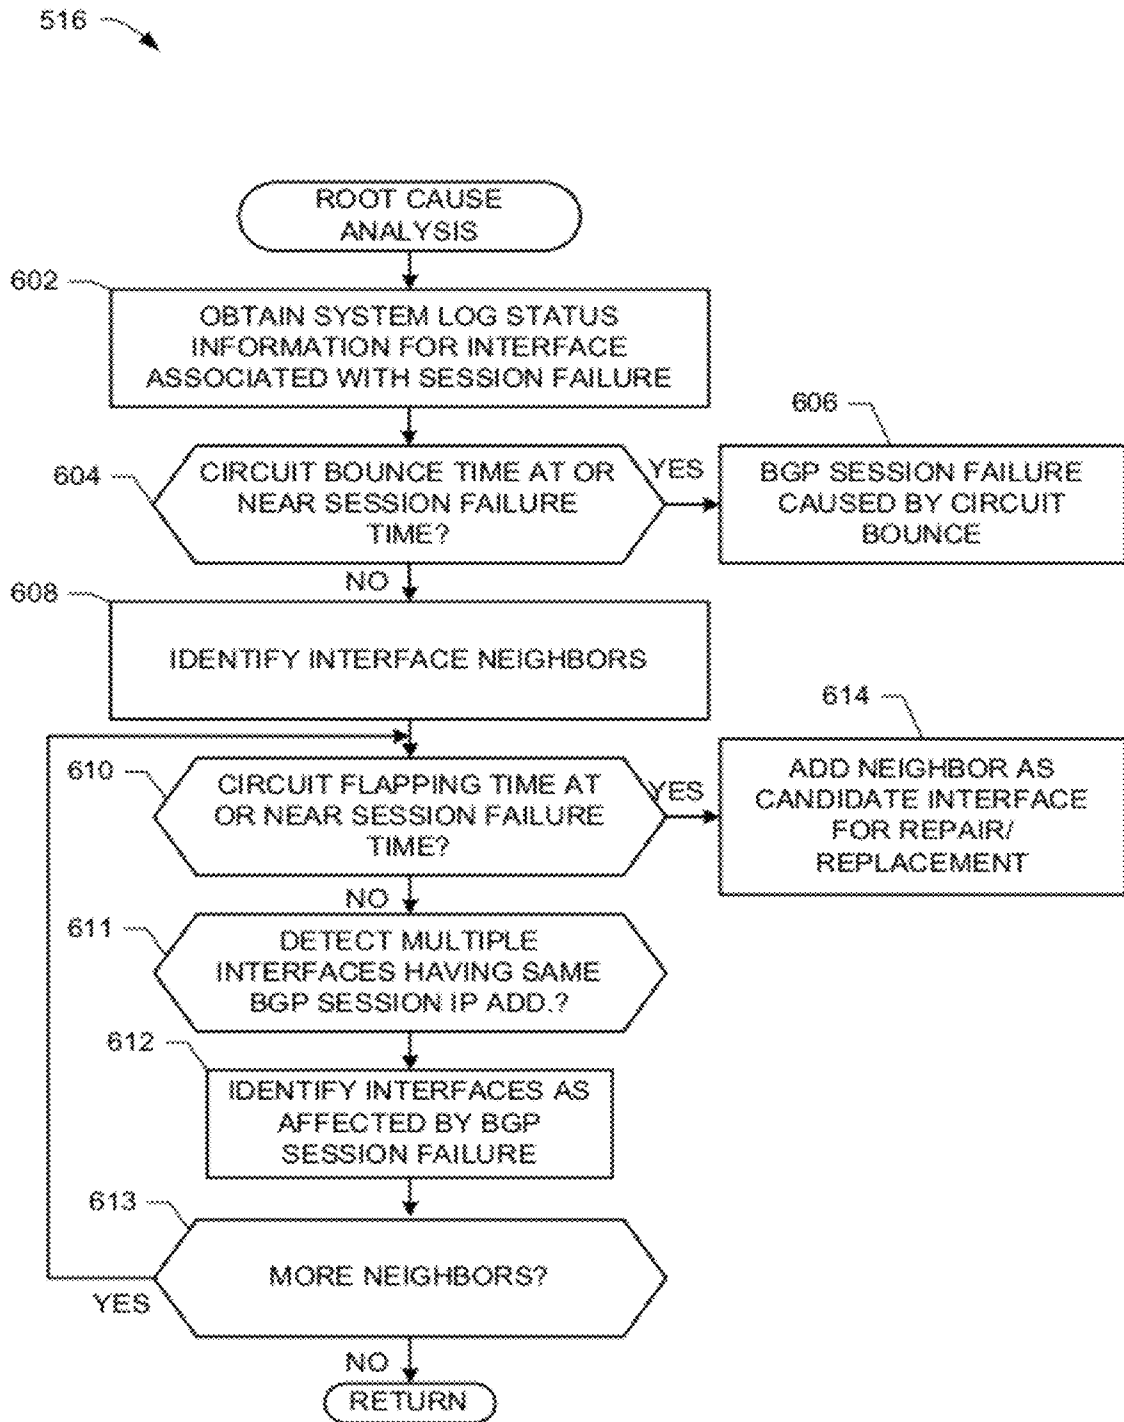 516
ROOT CAUSE
ANALYSIS
602
OBTAIN SYSTEM LOG STATUS
INFORMATION FOR INTERFACE
ASSOCIATED WITH SESSION FAILURE
604
CIRCUIT BOUNCE TIME AT OR
NEAR SESSION FAILURE
TIME?
YES
606
BGP SESSION FAILURE
CAUSED BY CIRCUIT
BOUNCE
NO
608
IDENTIFY INTERFACE NEIGHBORS
610
CIRCUIT FLAPPING TIME AT
OR NEAR SESSION FAILURE
TIME?
YES
614
ADD NEIGHBOR AS
CANDIDATE INTERFACE
FOR REPAIR/
REPLACEMENT
NO
611
DETECT MULTIPLE
INTERFACES HAVING SAME
BGP SESSION IP ADD.?
612
IDENTIFY INTERFACES AS
AFFECTED BY BGP
SESSION FAILURE
613
MORE NEIGHBORS?
YES
NO
RETURN